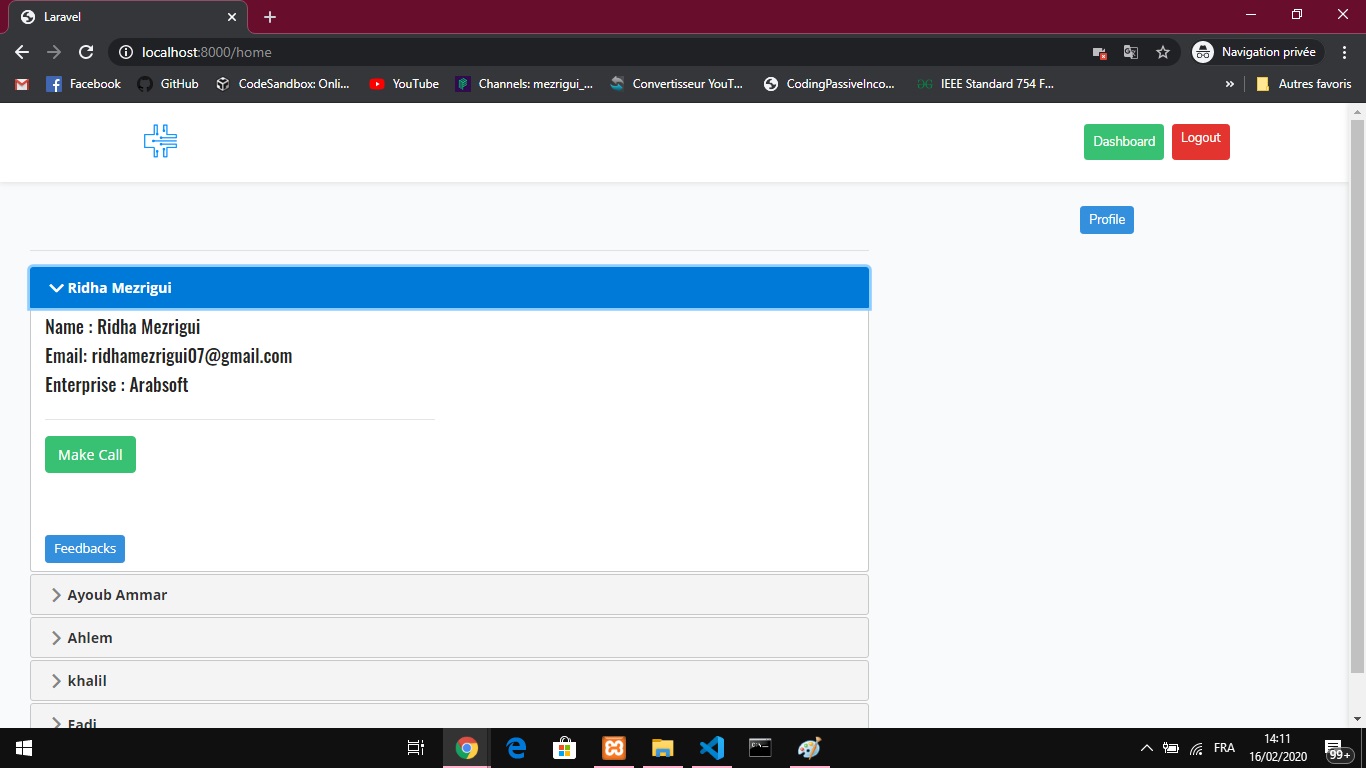 Laravel
localhost:8000/home
Navigation privée
Facebook
GitHub
CodeSandbox: Onli...
YouTube
Channels: mezrigui_...
Convertisseur YouT...
CodingPassiveInco...
IEEE Standard 754 F...
»
Autres favoris
Dashboard
Logout
Profile
Ridha Mezrigui
Name : Ridha Mezrigui
Email: ridhamezrigui07@gmail.com
Enterprise : Arabsoft
Make Call
Feedbacks
Ayoub Ammar
Ahlem
khalil
Fadi
FRA
14:11
16/02/2020
99+